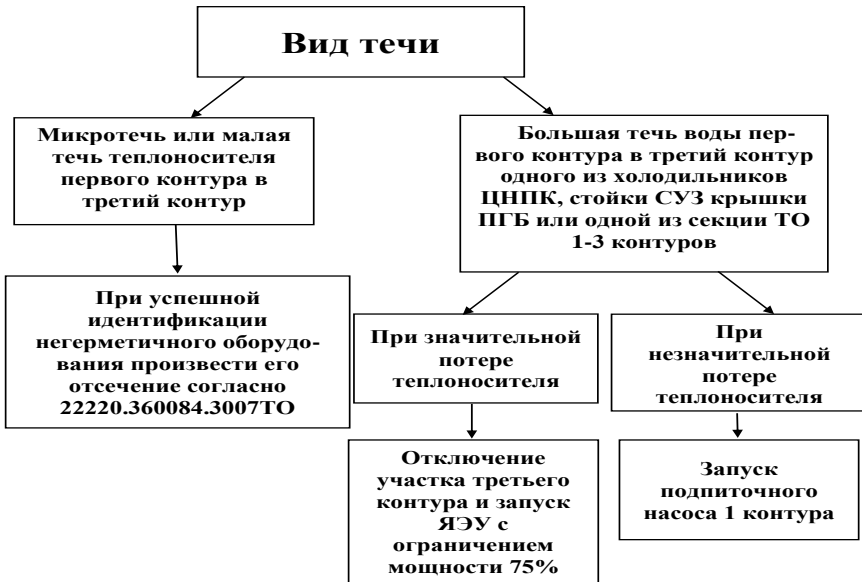 Вид течи
Микротечь или малая
течь теплоносителя
первого контура в
третий контур
Большая течь воды пер-
вого контура в третий контур
одного из холодильников
ЦНПК, стойки СУЗ крышки
ПГБ или одной из секции ТО
1-3 контуров
При успешной
идентификации
негерметичного оборудо-
вания произвести его
отсечение согласно
22220.360084.3007ТО
При значительной
потере
теплоносителя
При
незначительной
потере
теплоносителя
Отключение
участка третьего
контура и запуск
ЯЭУ с
ограничением
мощности 75%
Запуск
подпиточного
насоса 1 контура